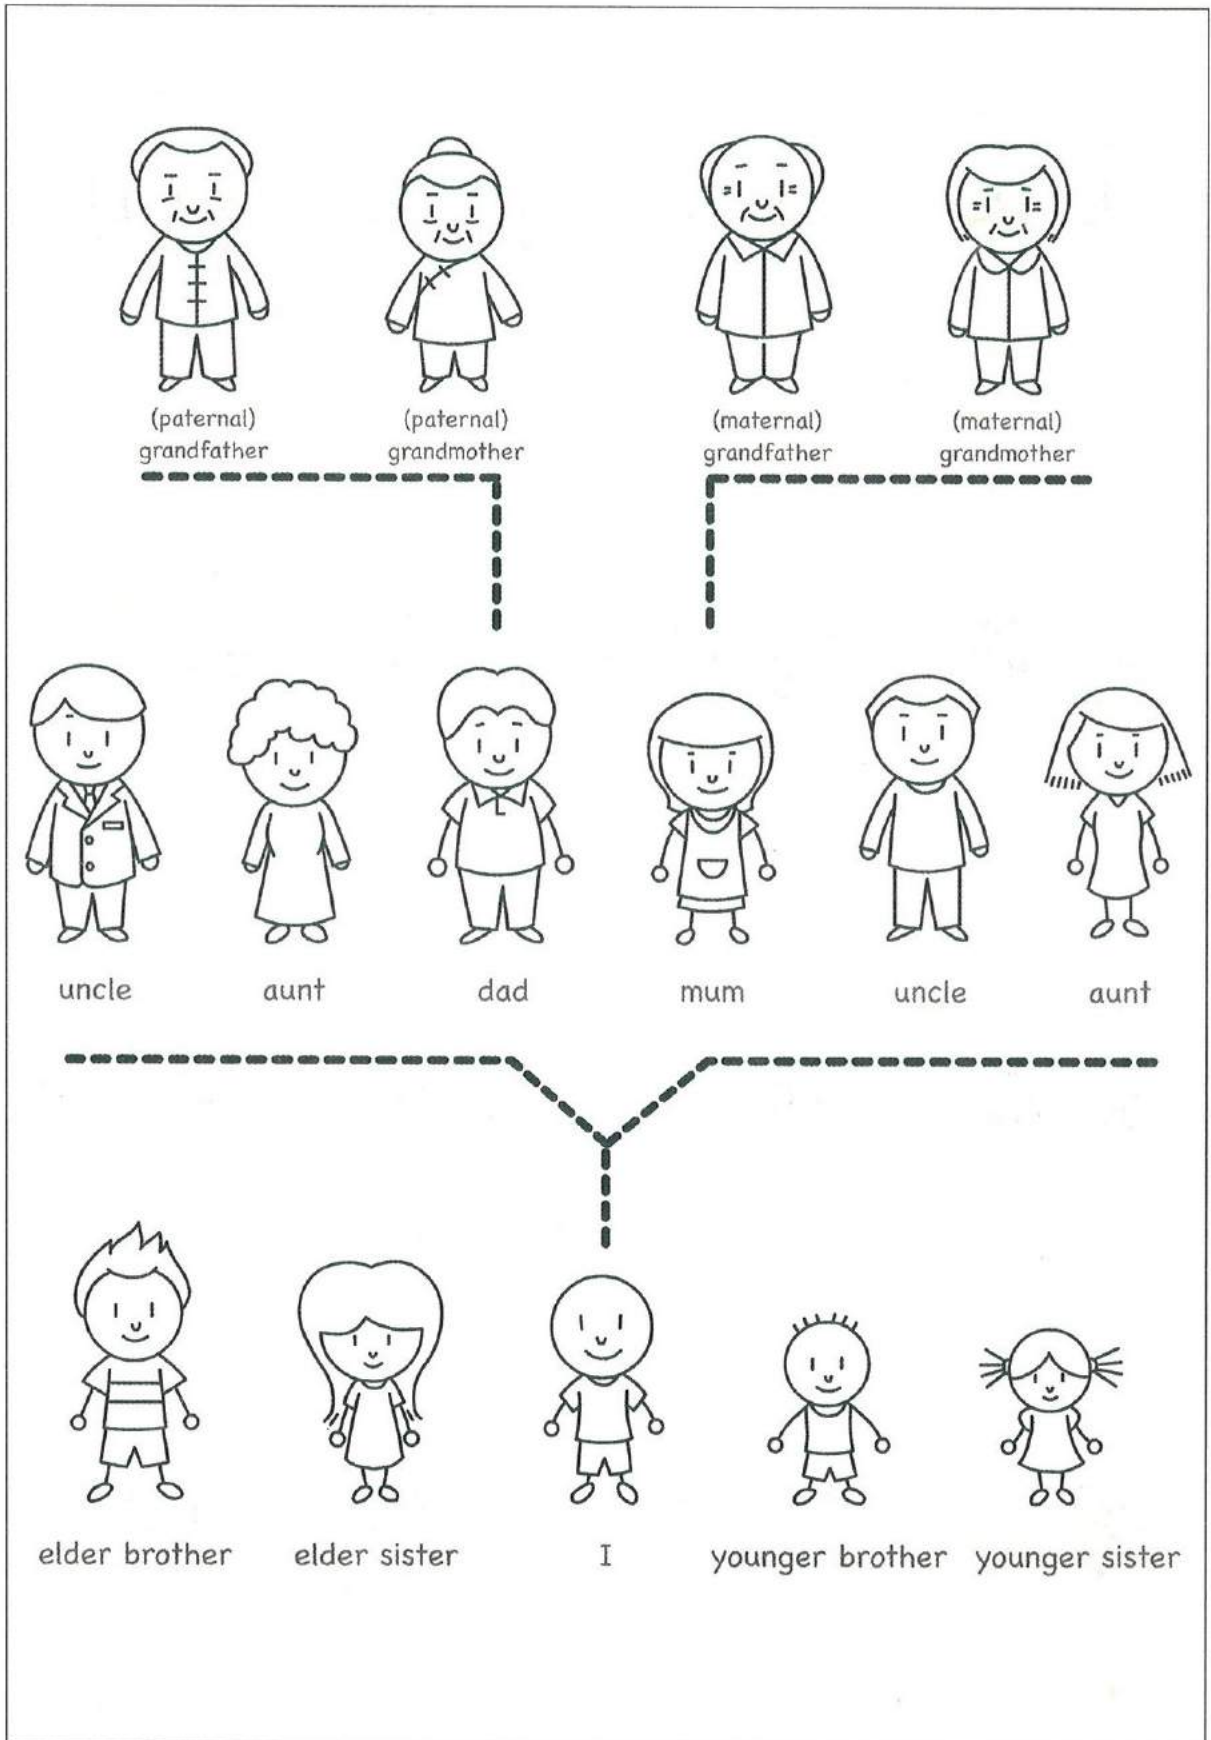 (paternal)
grandfather
(paternal)
grandmother
(maternal)
grandfather
(maternal)
grandmother
uncle
aunt
dad
mum
uncle
aunt
elder brother
elder sister
I
younger brother
younger sister